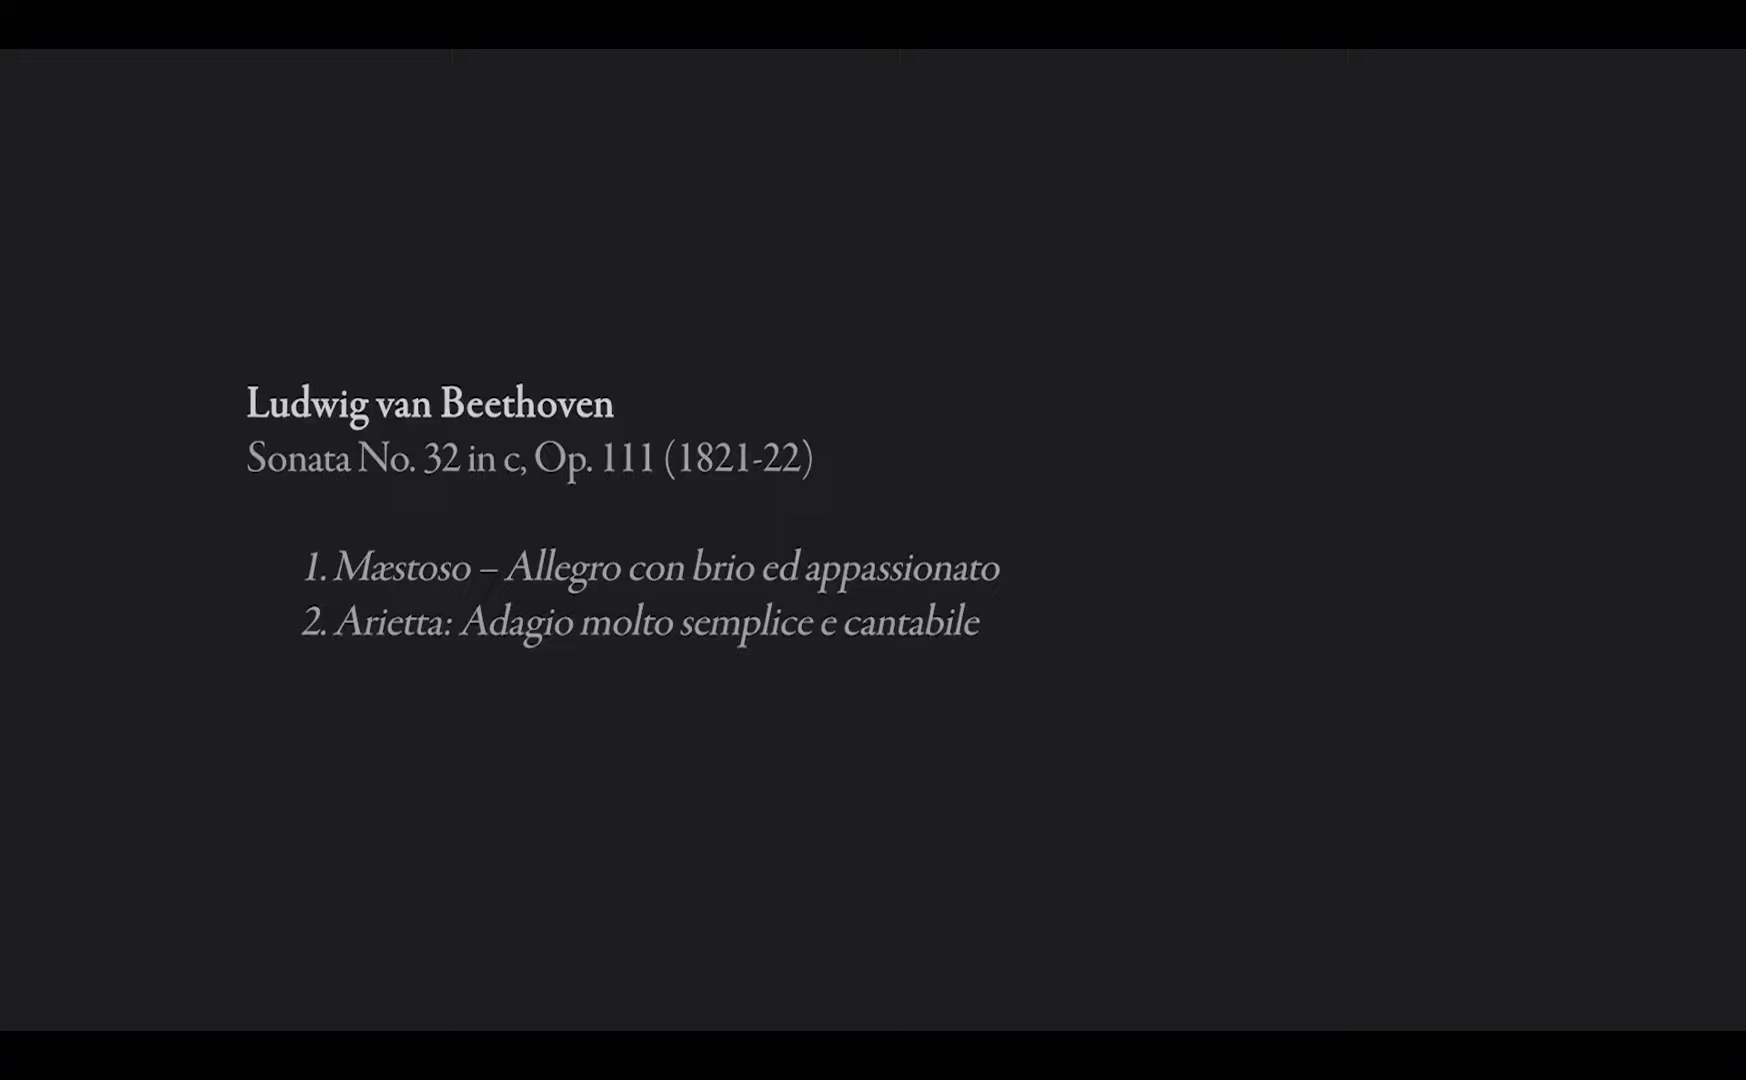 Ludwig van Beethoven
Sonata No. 32 in c, Op. 111 (1821-22)
1. Mæstoso – Allegro con brio ed appassionato
2. Arietta: Adagio molto semplice e cantabile